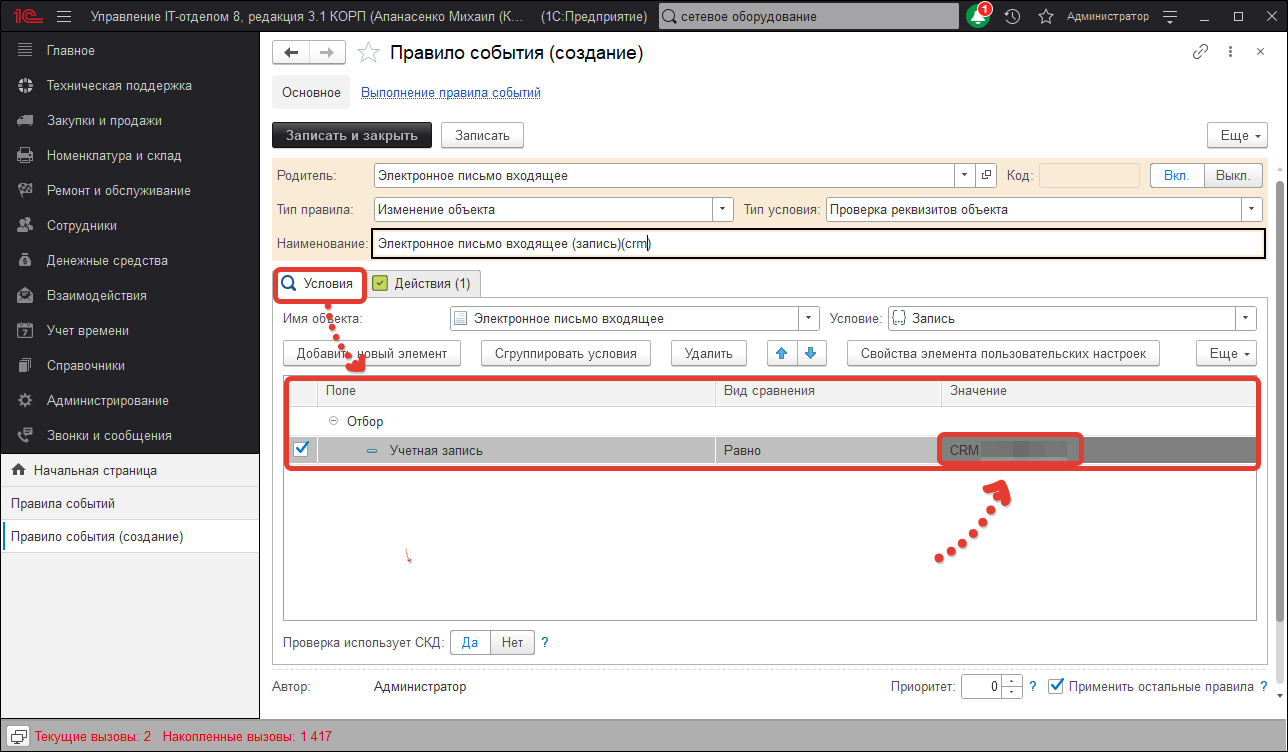 1С Управление IT-отделом 8, редакция 3.1 КОРП (Апанасенко Михаил (К... (1С:Предприятие) сетевое оборудование 1 Администратор
Главное
Техническая поддержка
Закупки и продажи
Номенклатура и склад
Ремонт и обслуживание
Сотрудники
Денежные средства
Взаимодействия
Учет времени
Справочники
Администрирование
Звонки и сообщения
Начальная страница
Правила событий
Правило события (создание)
Правило события (создание)
Основное Выполнение правила событий
Записать и закрыть Записать Еще
Родитель: Электронное письмо входящее Код: Вкл. Выкл.
Тип правила: Изменение объекта Тип условия: Проверка реквизитов объекта
Наименование: Электронное письмо входящее (запись)(crm)
Условия Действия (1)
Имя объекта: Электронное письмо входящее Условие: Запись
Добавить новый элемент Сгруппировать условия Удалить Свойства элемента пользовательских настроек Еще
Поле Вид сравнения Значение
Отбор
Учетная запись Равно CRM
Проверка использует СКД: Да Нет ?
Автор: Администратор Приоритет: 0 ? Применить остальные правила ?
Текущие вызовы: 2 Накопленные вызовы: 1 417